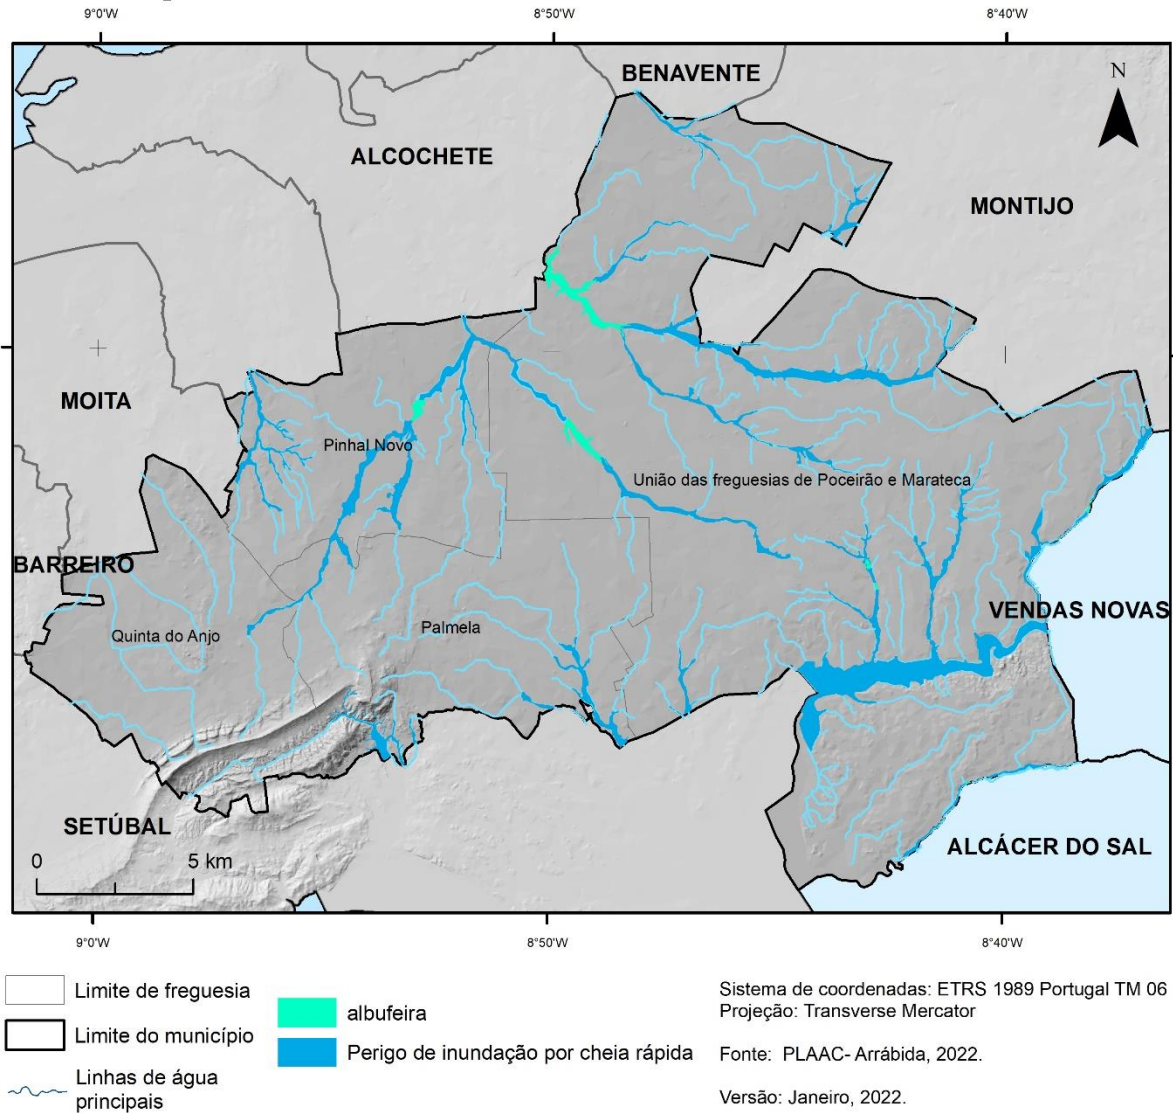 9°0'W
8°50'W
8°40'W
BENAVENTE
N
ALCOCHETE
MONTIJO
MOITA
Pinhal Novo
União das freguesias de Poceirão e Marateca
BARREIRO
VENDAS NOVAS
Quinta do Anjo
Palmela
SETÚBAL
ALCÁCER DO SAL
0
5 km
9°0'W
8°50'W
8°40'W
Limite de freguesia
Limite do município
Linhas de água
principais
albufeira
Perigo de inundação por cheia rápida
Sistema de coordenadas: ETRS 1989 Portugal TM 06
Projeção: Transverse Mercator
Fonte: PLAAC- Arrábida, 2022.
Versão: Janeiro, 2022.